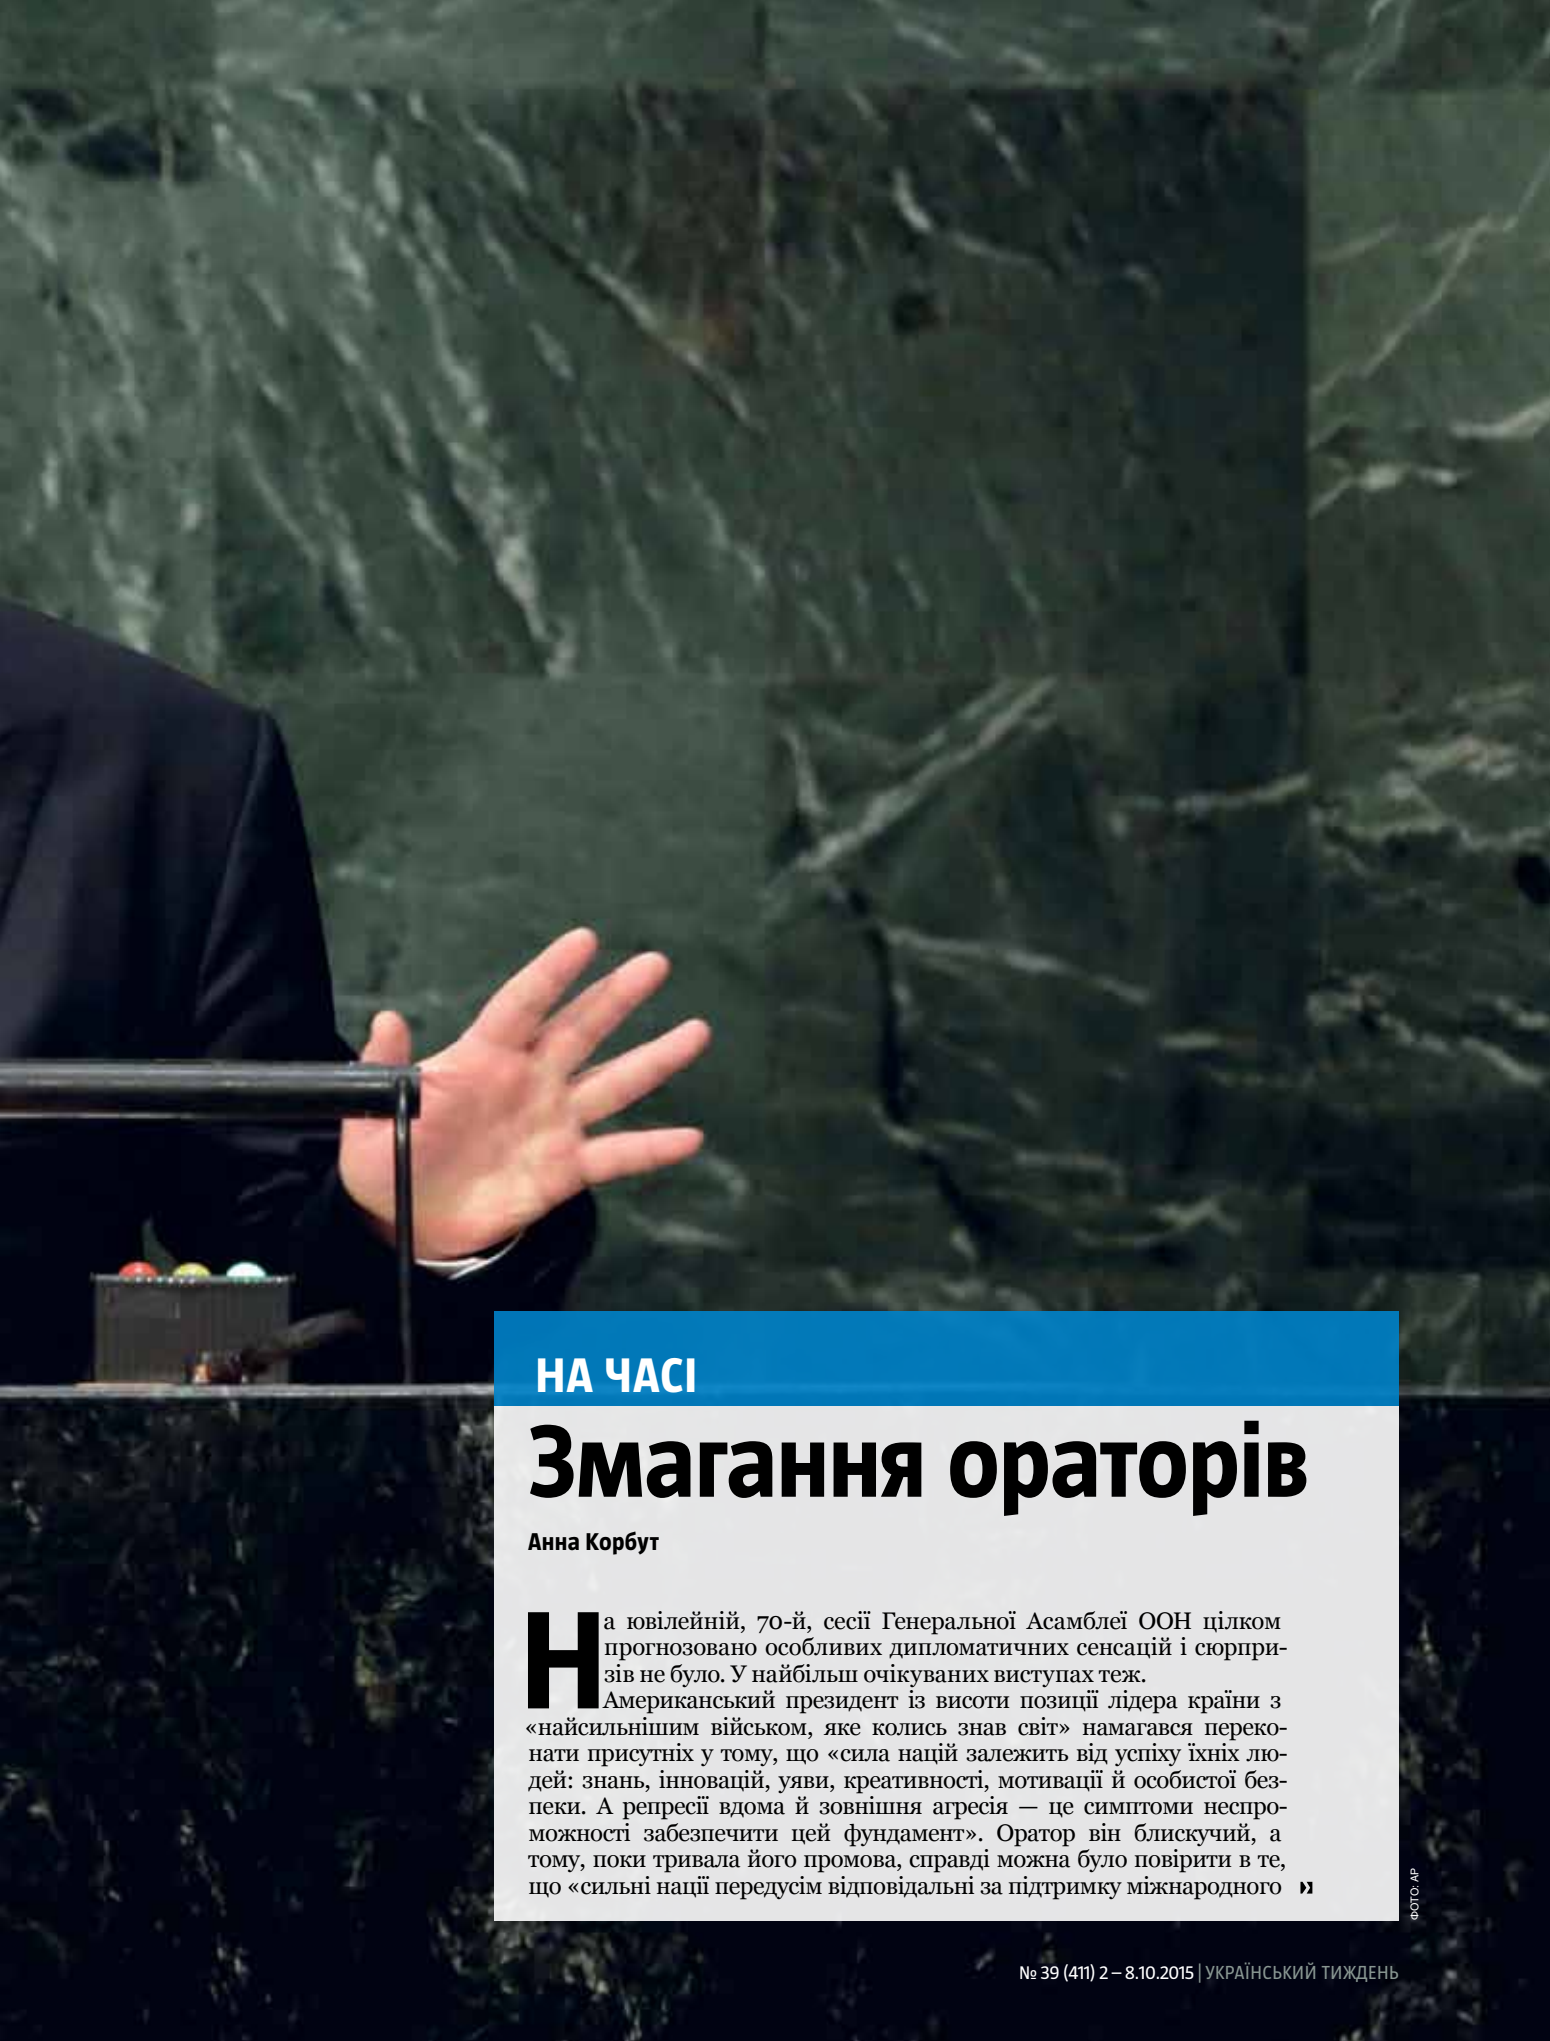 НА ЧАСІ
Змагання ораторів
Анна Корбут
На ювілейній, 70-й, сесії Генеральної Асамблеї ООН цілком
прогнозовано особливих дипломатичних сенсацій і сюрпри-
зів не було. У найбільш очікуваних виступах теж.
Американський президент із висоти позиції лідера країни з
«найсильнішим військом, яке колись знав світ» намагався переко-
нати присутніх у тому, що «сила націй залежить від успіху їхніх лю-
дей: знань, інновацій, уяви, креативності, мотивації й особистої без-
пеки. А репресії вдома й зовнішня агресія — це симптоми неспро-
можності забезпечити цей фундамент». Оратор він блискучий, а
тому, поки тривала його промова, справді можна було повірити в те,
що «сильні нації передусім відповідальні за підтримку міжнародного
ФОТО: AP
№ 39 (411) 2 – 8.10.2015 | УКРАЇНСЬКИЙ ТИЖДЕНЬ